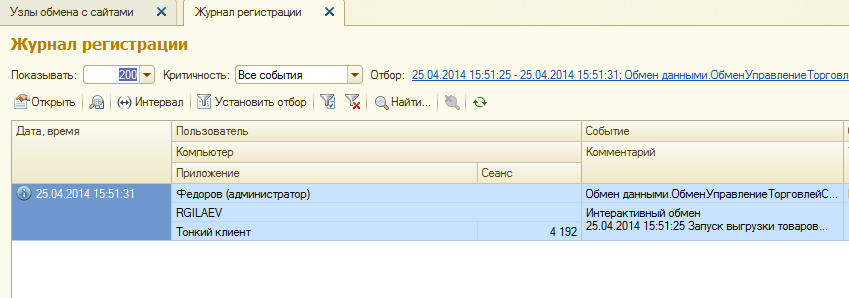 Узлы обмена с сайтами
Журнал регистрации
Журнал регистрации
Показывать: 200 Критичность: Все события Отбор: 25.04.2014 15:51:25 - 25.04.2014 15:51:31; Обмен данными.ОбменУправлениеТорговл
Открыть Интервал Установить отбор Найти...
Дата, время Пользователь Событие
Компьютер Комментарий
Приложение Сеанс
25.04.2014 15:51:31 Федоров (администратор) Обмен данными.ОбменУправлениеТорговлейС...
RGILAEV Интерактивный обмен
25.04.2014 15:51:25 Запуск выгрузки товаров...
Тонкий клиент 4 192